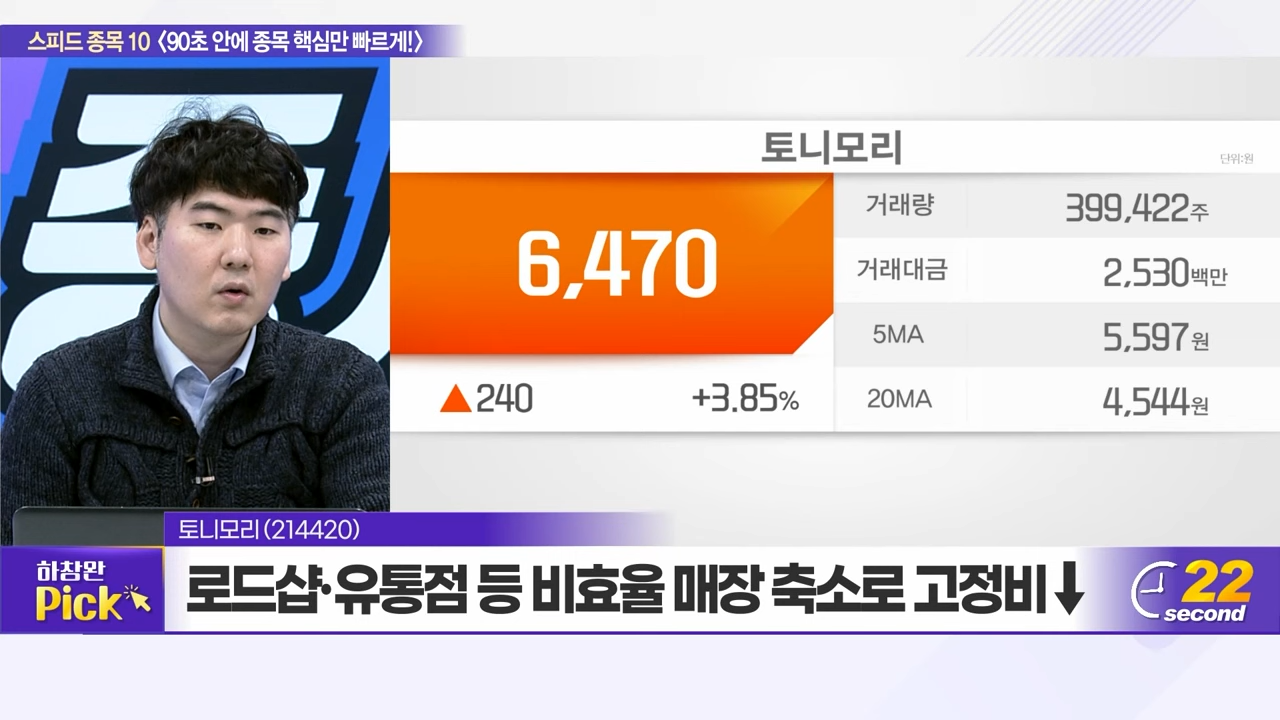 스피드 종목 10 <90초 안에 종목 핵심만 빠르게!>
토니모리
단위:원
6,470
▲240 +3.85%
거래량 399,422주
거래대금 2,530백만
5MA 5,597원
20MA 4,544원
토니모리(214420)
하창완
Pick
로드샵·유통점 등 비효율 매장 축소로 고정비↓
22
second